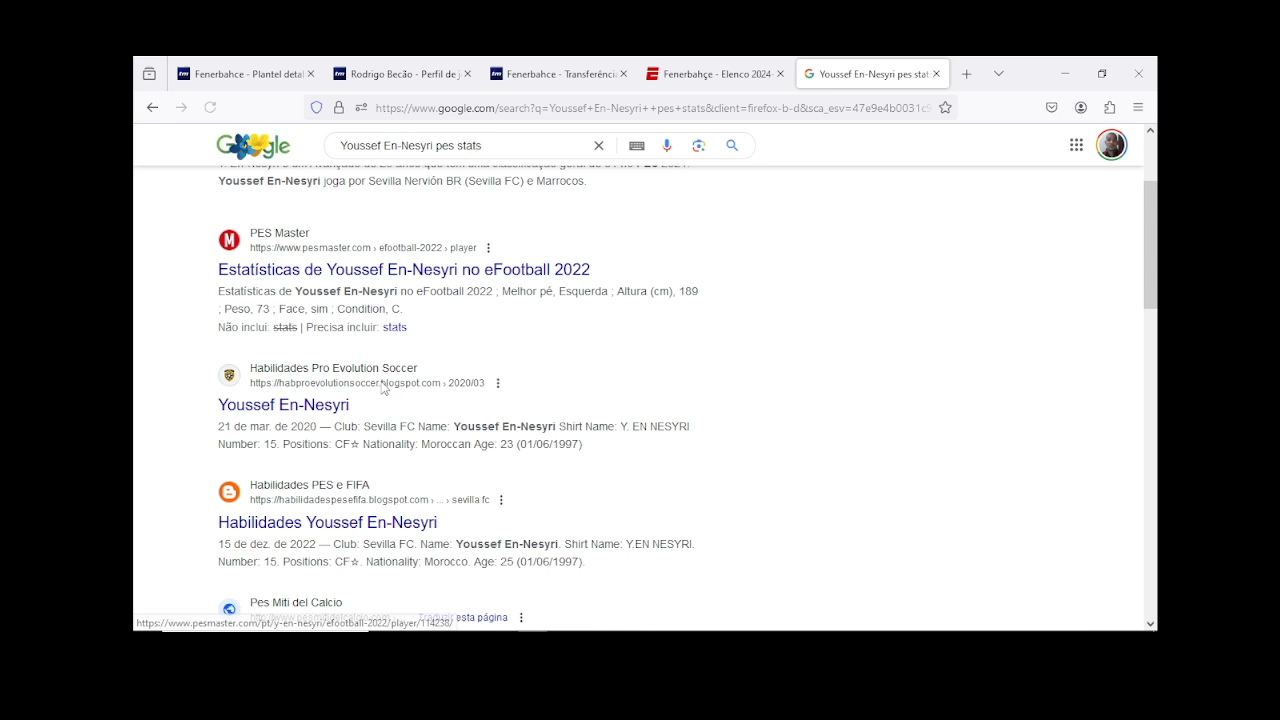 Fenerbahce - Plantel detal
Rodrigo Becão - Perfil de j
Fenerbahce - Transferência
Fenerbahçe - Elenco 2024-
Youssef En-Nesyri pes stat
https://www.google.com/search?q=Youssef+En-Nesyri++pes+stats&client=firefox-b-d&sca_esv=47e9e4b0031c9
Google
Youssef En-Nesyri pes stats
Youssef En-Nesyri joga por Sevilla Nervión BR (Sevilla FC) e Marrocos.
PES Master
https://www.pesmaster.com › efootball-2022 › player
Estatísticas de Youssef En-Nesyri no eFootball 2022
Estatísticas de Youssef En-Nesyri no eFootball 2022 ; Melhor pé, Esquerda ; Altura (cm), 189
; Peso, 73 ; Face, sim ; Condition, C.
Não inclui: stats | Precisa incluir: stats
Habilidades Pro Evolution Soccer
https://habproevolutionsoccer.blogspot.com › 2020/03
Youssef En-Nesyri
21 de mar. de 2020 — Club: Sevilla FC Name: Youssef En-Nesyri Shirt Name: Y. EN NESYRI
Number: 15. Positions: CF☆ Nationality: Moroccan Age: 23 (01/06/1997)
Habilidades PES e FIFA
https://habilidadespesefifa.blogspot.com › ... › sevilla fc
Habilidades Youssef En-Nesyri
15 de dez. de 2022 — Club: Sevilla FC. Name: Youssef En-Nesyri. Shirt Name: Y.EN NESYRI.
Number: 15. Positions: CF☆. Nationality: Morocco. Age: 25 (01/06/1997).
Pes Miti del Calcio
Traduzir esta página
https://www.pesmaster.com/pt/y-en-nesyri/efootball-2022/player/114238/